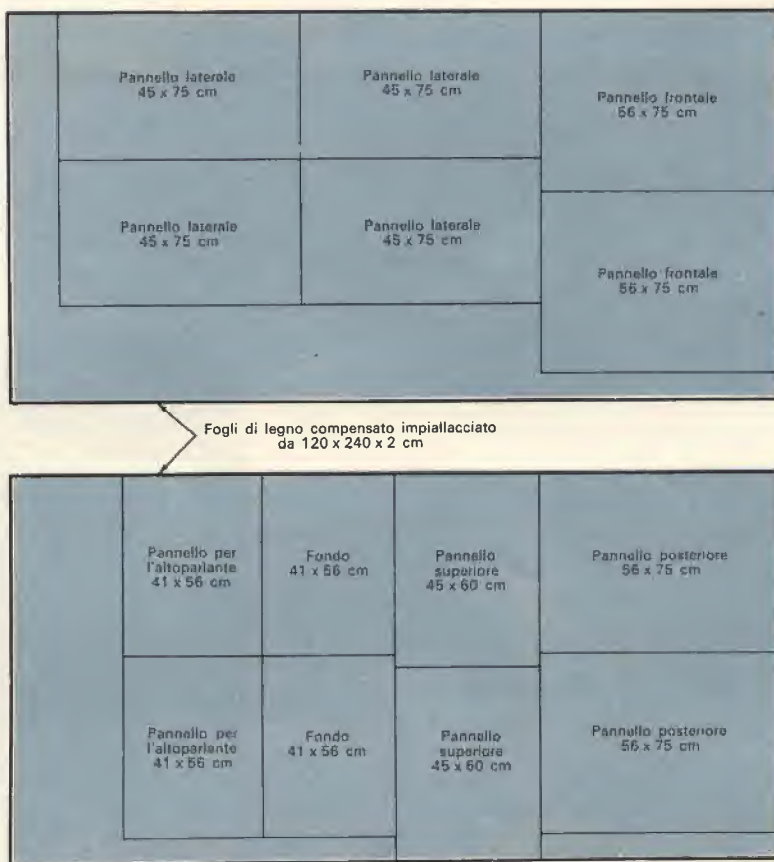 Pannello laterale
45 x 75 cm
Pannello laterale
45 x 75 cm
Pannello frontale
56 x 75 cm
Pannello laterale
45 x 75 cm
Pannello laterale
45 x 75 cm
Pannello frontale
56 x 75 cm
Fogli di legno compensato impiallacciato
da 120 x 240 x 2 cm
Pannello per
l'altoparlante
41 x 56 cm
Fondo
41 x 56 cm
Pannello
superiore
45 x 60 cm
Pannello posteriore
56 x 75 cm
Pannello per
l'altoparlante
41 x 56 cm
Fondo
41 x 56 cm
Pannello
superiore
45 x 60 cm
Pannello posteriore
56 x 75 cm